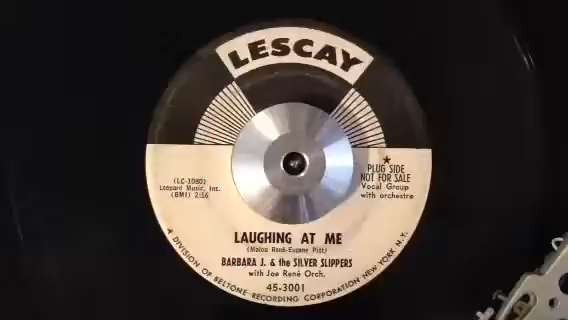 LESCAY
(LC-1080)
Leopard Music, Inc.
(BMI) 2:16
★
PLUG SIDE
NOT FOR SALE
Vocal Group
with orchestra
LAUGHING AT ME
(Malou René-Eugene Pitt)
BARBARA J. & the SILVER SLIPPERS
with Joe René Orch.
45-3001
A DIVISION OF BELTONE RECORDING CORPORATION NEW YORK N.Y.